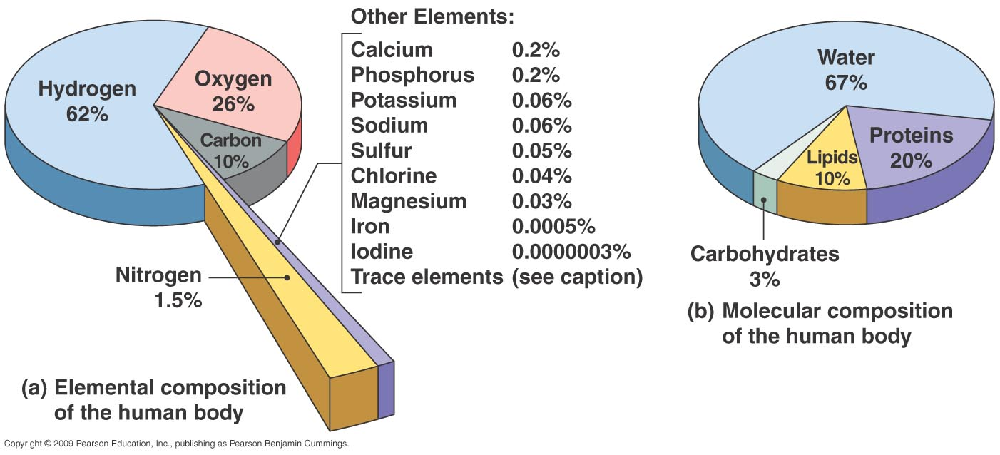 Hydrogen
62%
Oxygen
26%
Carbon
10%
Nitrogen
1.5%
Other Elements:
Calcium 0.2%
Phosphorus 0.2%
Potassium 0.06%
Sodium 0.06%
Sulfur 0.05%
Chlorine 0.04%
Magnesium 0.03%
Iron 0.0005%
Iodine 0.0000003%
Trace elements (see caption)
(a) Elemental composition
of the human body
Water
67%
Proteins
20%
Lipids
10%
Carbohydrates
3%
(b) Molecular composition
of the human body
Copyright © 2009 Pearson Education, Inc., publishing as Pearson Benjamin Cummings.